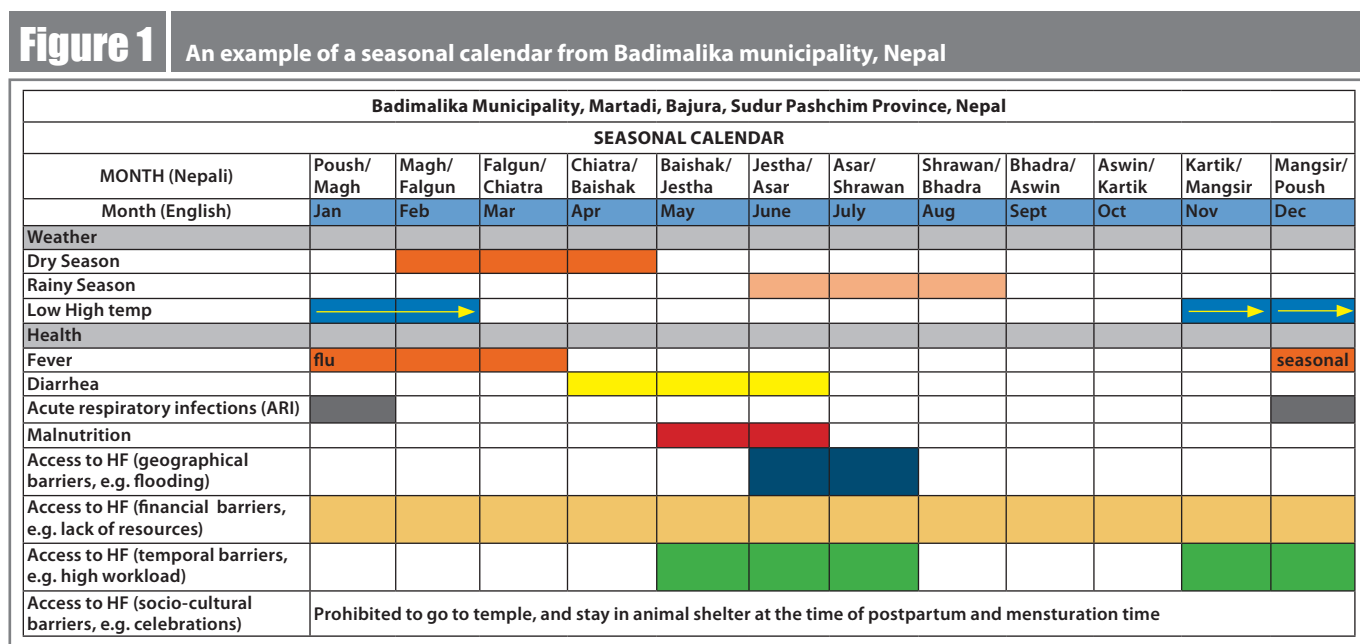 Figure 1 An example of a seasonal calendar from Badimalika municipality, Nepal
Badimalika Municipality, Martadi, Bajura, Sudur Pashchim Province, Nepal
SEASONAL CALENDAR
MONTH (Nepali) Poush/ Magh/ Falgun/ Chiatra/ Baishak/ Jestha/ Asar/ Shrawan/ Bhadra/ Aswin/ Kartik/ Mangsir/
Magh Falgun Chiatra Baishak Jestha Asar Shrawan Bhadra Aswin Kartik Mangsir Poush
Month (English) Jan Feb Mar Apr May June July Aug Sept Oct Nov Dec
Weather
Dry Season
Rainy Season
Low High temp
Health
Fever flu seasonal
Diarrhea
Acute respiratory infections (ARI)
Malnutrition
Access to HF (geographical
barriers, e.g. flooding)
Access to HF (financial barriers,
e.g. lack of resources)
Access to HF (temporal barriers,
e.g. high workload)
Access to HF (socio-cultural
barriers, e.g. celebrations)
Prohibited to go to temple, and stay in animal shelter at the time of postpartum and mensturation time